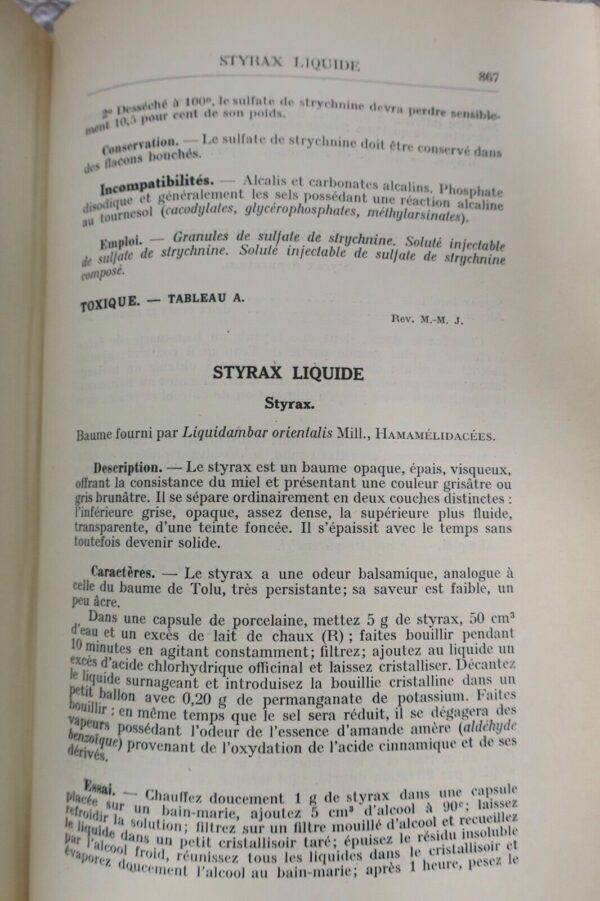 STYRAX LIQUIDE
867
2° Desséché à 100°, le sulfate de strychnine devra perdre sensible-
ment 10,5 pour cent de son poids.
Conservation. — Le sulfate de strychnine doit être conservé dans
des flacons bouchés.
Incompatibilités. — Alcalis et carbonates alcalins. Phosphate
disodique et généralement les sels possédant une réaction alcaline
au tournesol (cacodylates, glycérophosphates, méthylarsinates).
Emploi. — Granules de sulfate de strychnine. Soluté injectable
de sulfate de strychnine. Soluté injectable de sulfate de strychnine
composé.
TOXIQUE. — TABLEAU A.
Rev. M.-M. J.
STYRAX LIQUIDE
Styrax.
Baume fourni par Liquidambar orientalis Mill., HAMAMÉLIDACÉES.
Description. — Le styrax est un baume opaque, épais, visqueux,
offrant la consistance du miel et présentant une couleur grisâtre ou
gris brunâtre. Il se sépare ordinairement en deux couches distinctes :
l'inférieure grise, opaque, assez dense, la supérieure plus fluide,
transparente, d'une teinte foncée. Il s'épaissit avec le temps sans
toutefois devenir solide.
Caractères. — Le styrax a une odeur balsamique, analogue à
celle du baume de Tolu, très persistante; sa saveur est faible, un
peu âcre.
Dans une capsule de porcelaine, mettez 5 g de styrax, 50 cm³
d'eau et un excès de lait de chaux (R) ; faites bouillir pendant
10 minutes en agitant constamment; filtrez; ajoutez au liquide un
excès d'acide chlorhydrique officinal et laissez cristalliser. Décantez
le liquide surnageant et introduisez la bouillie cristalline dans un
petit ballon avec 0,20 g de permanganate de potassium. Faites
bouillir : en même temps que le sel sera réduit, il se dégagera des
vapeurs possédant l'odeur de l'essence d'amande amère (aldéhyde
benzoïque) provenant de l'oxydation de l'acide cinnamique et de ses
dérivés.
Essai. — Chauffez doucement 1 g de styrax dans une capsule
placée sur un bain-marie, ajoutez 5 cm³ d'alcool à 90°; laissez
refroidir la solution; filtrez sur un filtre mouillé d'alcool et recueillez
le liquide dans un petit cristallisoir taré; épuisez le résidu insoluble
par l'alcool froid, réunissez tous les liquides dans le cristallisoir et
évaporez doucement l'alcool au bain-marie; après 1 heure, pesez le